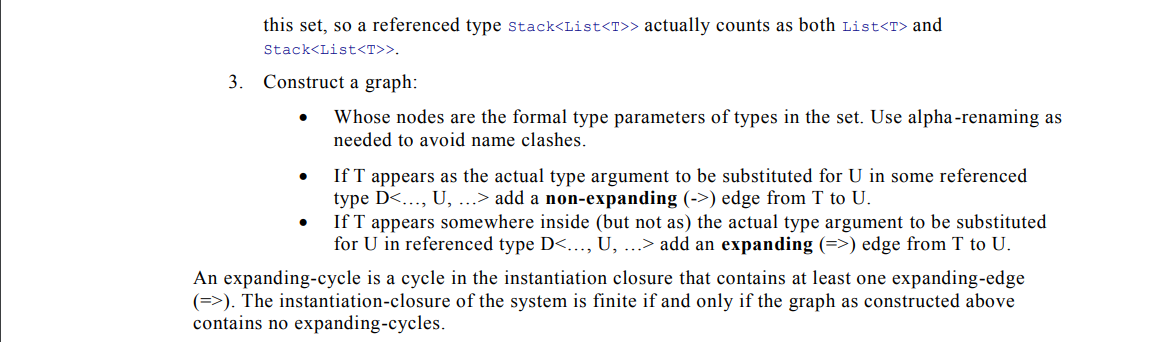 this set, so a referenced type Stack<List<T>> actually counts as both List<T> and
Stack<List<T>>.
3. Construct a graph:
• Whose nodes are the formal type parameters of types in the set. Use alpha-renaming as
needed to avoid name clashes.
• If T appears as the actual type argument to be substituted for U in some referenced
type D<…, U, …> add a non-expanding (->) edge from T to U.
• If T appears somewhere inside (but not as) the actual type argument to be substituted
for U in referenced type D<…, U, …> add an expanding (=>) edge from T to U.
An expanding-cycle is a cycle in the instantiation closure that contains at least one expanding-edge
(=>). The instantiation-closure of the system is finite if and only if the graph as constructed above
contains no expanding-cycles.